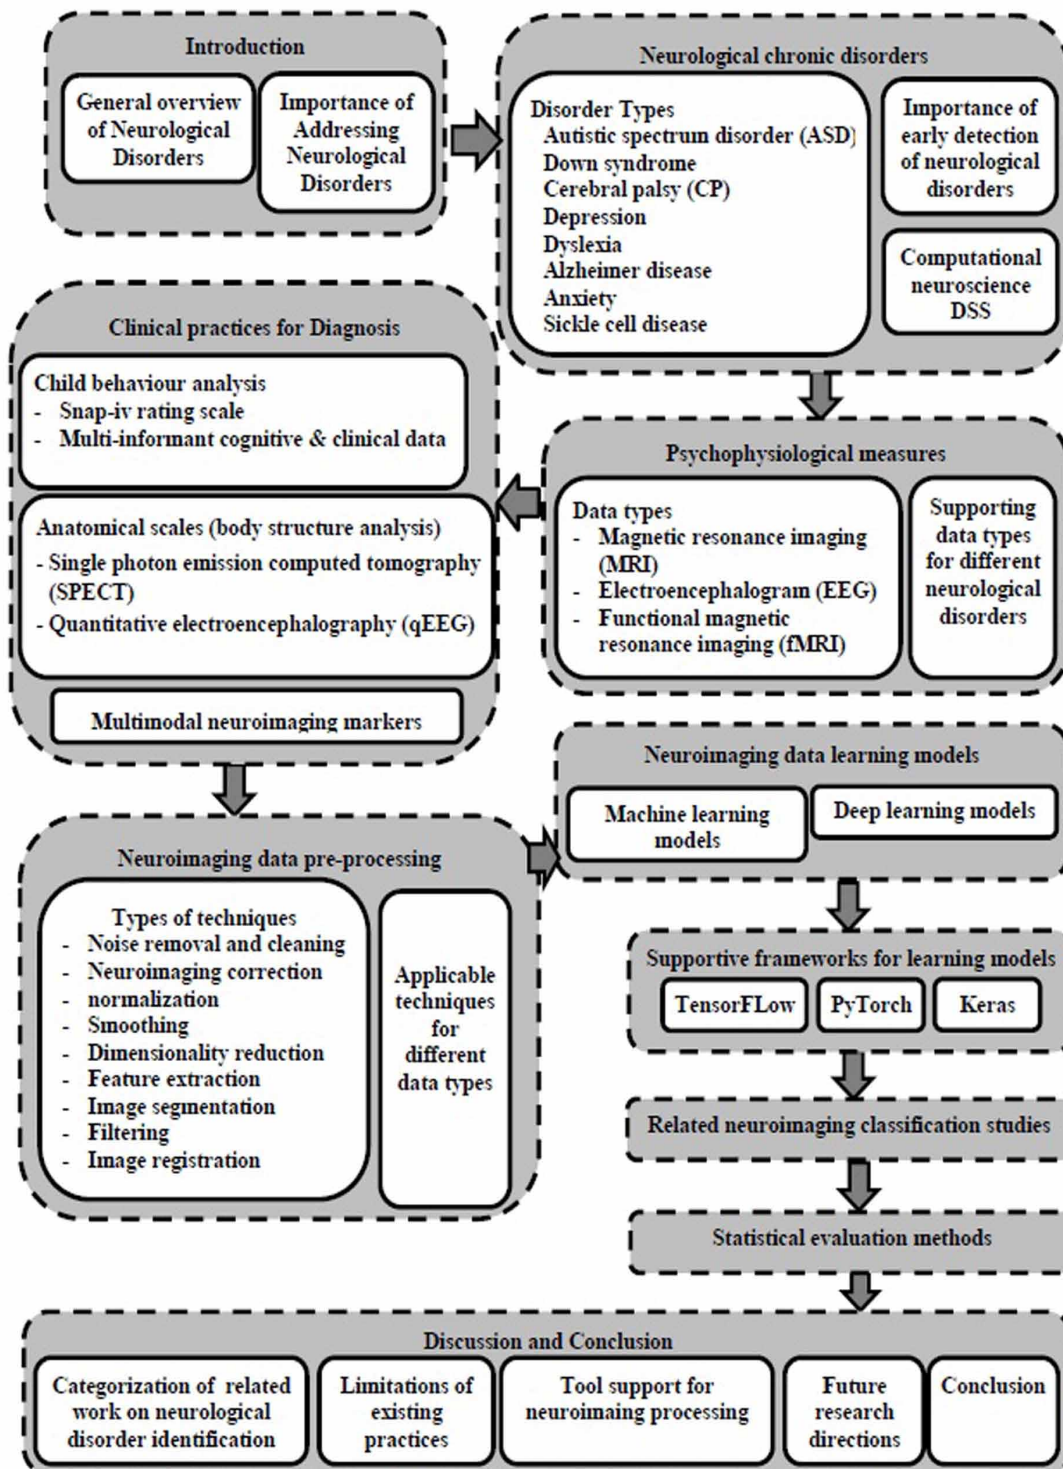 Introduction
General overview
of Neurological
Disorders
Importance of
Addressing
Neurological
Disorders
Neurological chronic disorders
Disorder Types
Autistic spectrum disorder (ASD)
Down syndrome
Cerebral palsy (CP)
Depression
Dyslexia
Alzheimer disease
Anxiety
Sickle cell disease
Importance of
early detection
of neurological
disorders
Computational
neuroscience
DSS
Psychophysiological measures
Data types
- Magnetic resonance imaging
(MRI)
- Electroencephalogram (EEG)
- Functional magnetic
resonance imaging (fMRI)
Supporting
data types
for different
neurological
disorders
Clinical practices for Diagnosis
Child behaviour analysis
- Snap-iv rating scale
- Multi-informant cognitive & clinical data
Anatomical scales (body structure analysis)
- Single photon emission computed tomography
(SPECT)
- Quantitative electroencephalography (qEEG)
Multimodal neuroimaging markers
Neuroimaging data pre-processing
Types of techniques
- Noise removal and cleaning
- Neuroimaging correction
- normalization
- Smoothing
- Dimensionality reduction
- Feature extraction
- Image segmentation
- Filtering
- Image registration
Applicable
techniques
for
different
data types
Neuroimaging data learning models
Machine learning
models
Deep learning models
Supportive frameworks for learning models
TensorFLow
PyTorch
Keras
Related neuroimaging classification studies
Statistical evaluation methods
Discussion and Conclusion
Categorization of related
work on neurological
disorder identification
Limitations of
existing
practices
Tool support for
neuroimaing processing
Future
research
directions
Conclusion